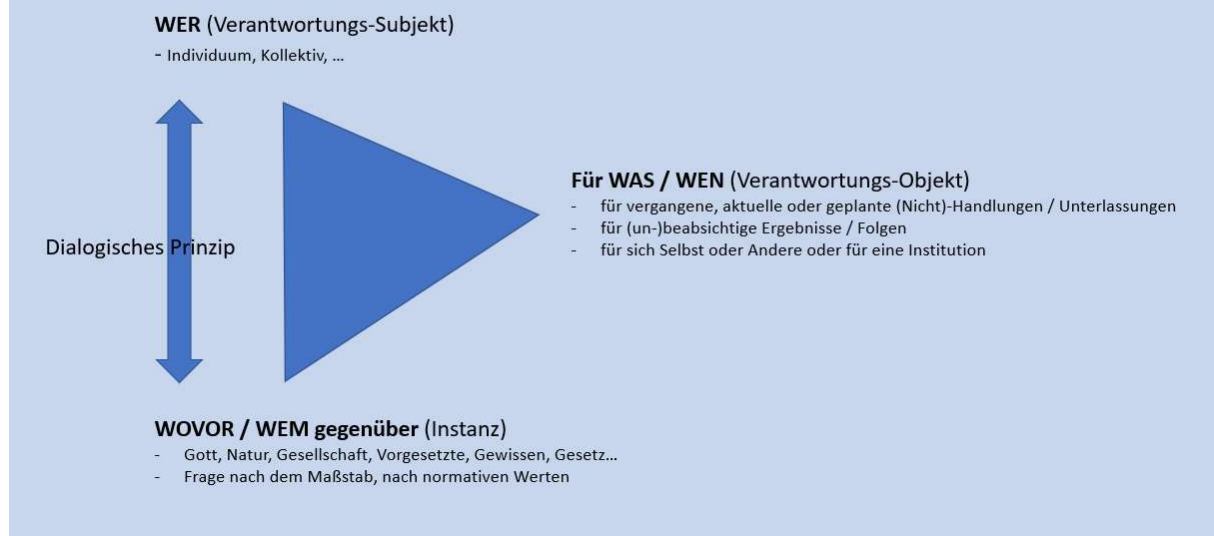 WER (Verantwortungs-Subjekt)
- Individuum, Kollektiv, ...
Dialogisches Prinzip
Für WAS / WEN (Verantwortungs-Objekt)
- für vergangene, aktuelle oder geplante (Nicht)-Handlungen / Unterlassungen
- für (un-)beabsichtige Ergebnisse / Folgen
- für sich Selbst oder Andere oder für eine Institution
WOVOR / WEM gegenüber (Instanz)
- Gott, Natur, Gesellschaft, Vorgesetzte, Gewissen, Gesetz...
- Frage nach dem Maßstab, nach normativen Werten